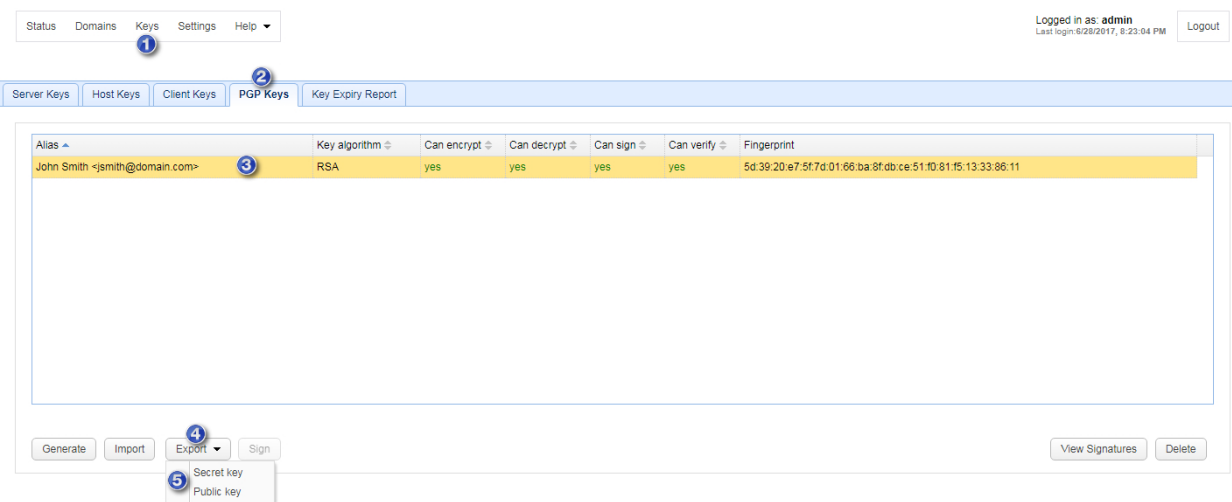 Status Domains Keys Settings Help
Logged in as: admin
Last login:6/28/2017, 8:23:04 PM
Logout
1
2
Server Keys Host Keys Client Keys PGP Keys Key Expiry Report
Alias Key algorithm Can encrypt Can decrypt Can sign Can verify Fingerprint
John Smith <jsmith@domain.com> 3 RSA yes yes yes yes 5d:39:20:e7:5f:7d:01:66:ba:8f:db:ce:51:f0:81:f5:13:33:86:11
4
Generate Import Export Sign View Signatures Delete
5 Secret key
Public key